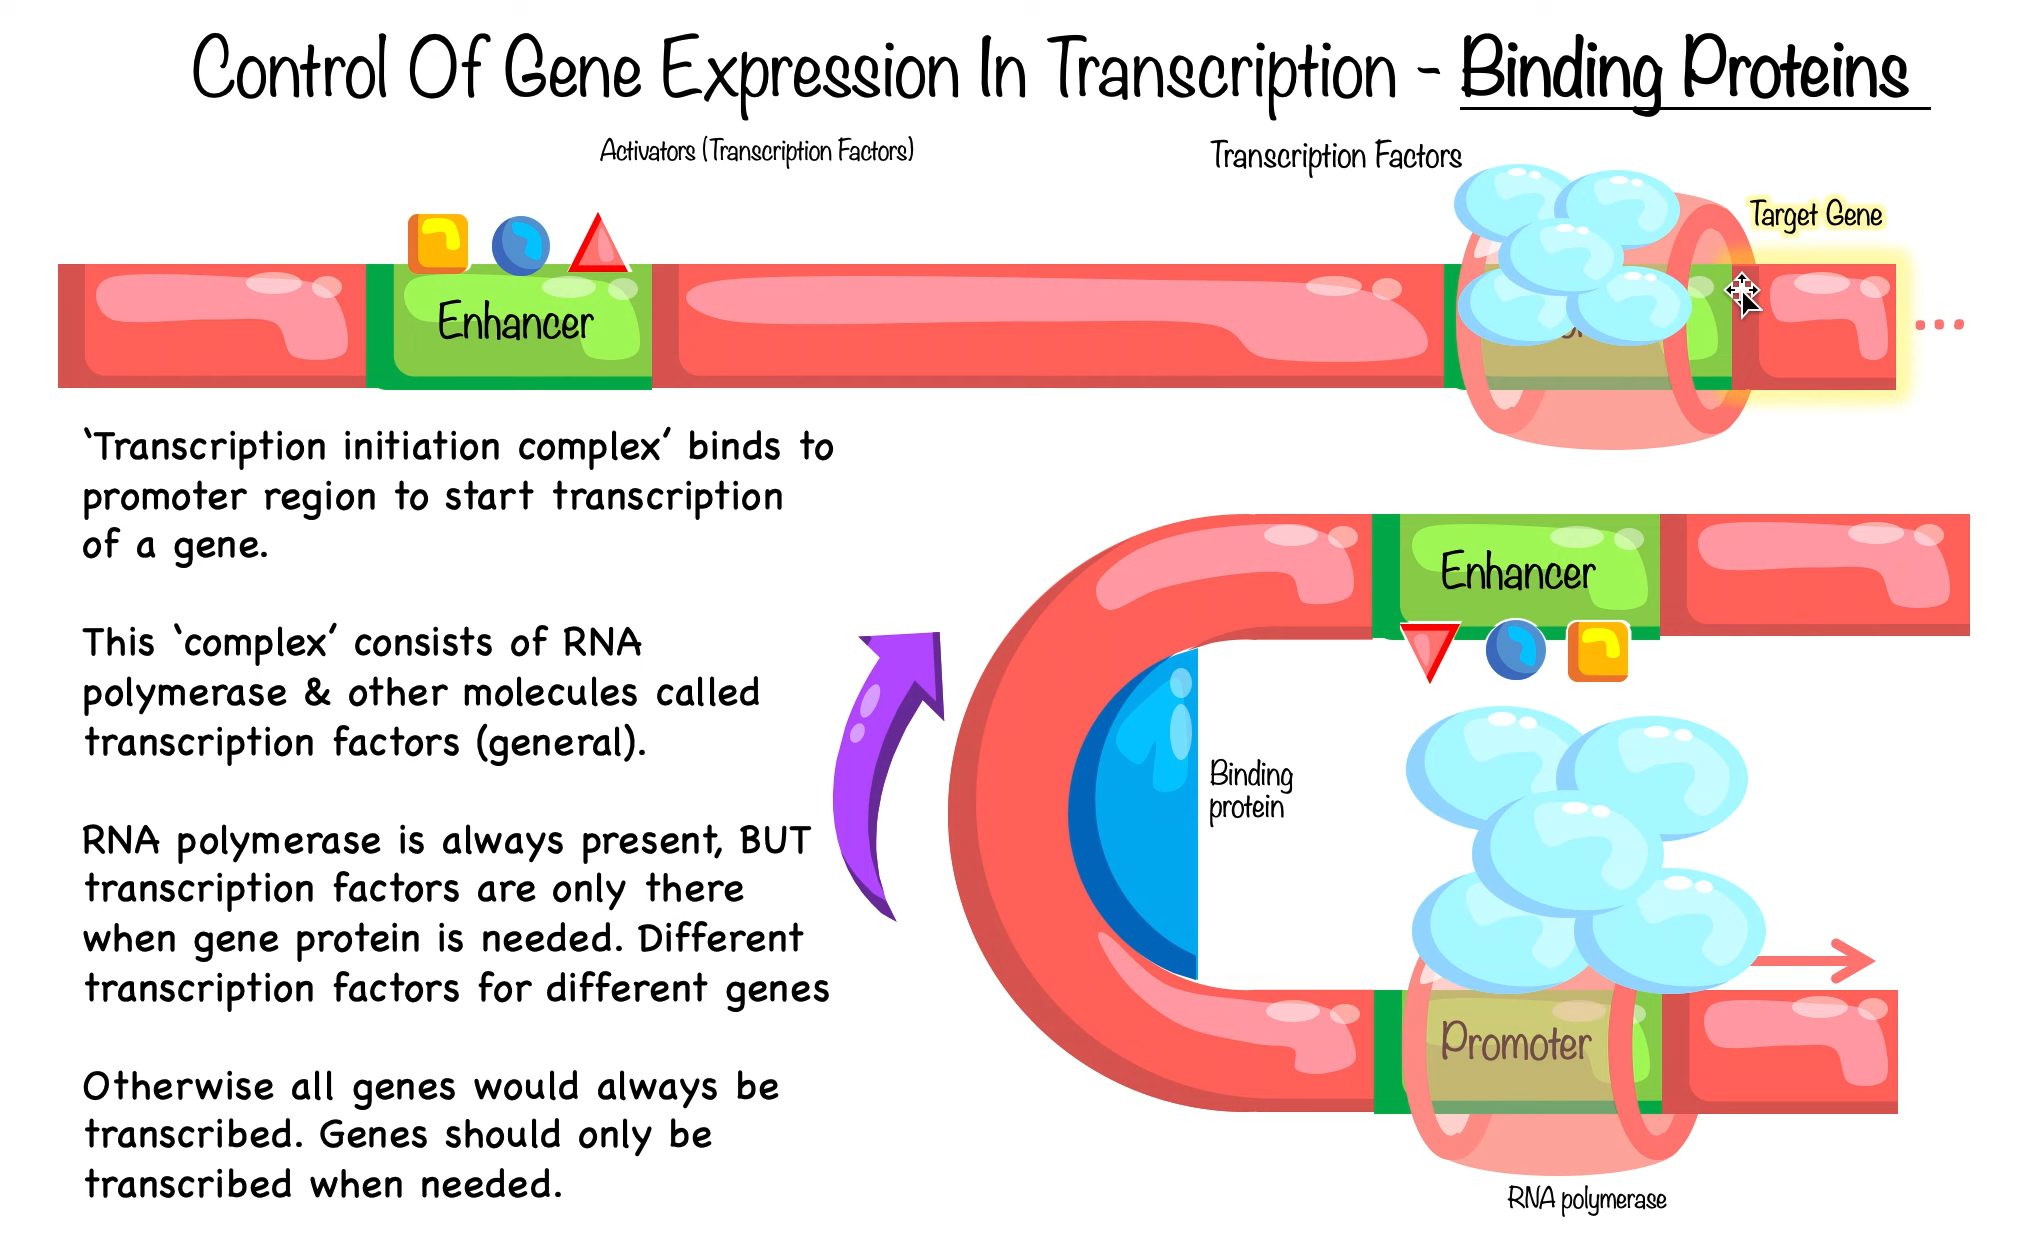 Control Of Gene Expression In Transcription - Binding Proteins
Activators (Transcription Factors)
Transcription Factors
Target Gene
Enhancer
'Transcription initiation complex' binds to
promoter region to start transcription
of a gene.
This 'complex' consists of RNA
polymerase & other molecules called
transcription factors (general).
RNA polymerase is always present, BUT
transcription factors are only there
when gene protein is needed. Different
transcription factors for different genes
Otherwise all genes would always be
transcribed. Genes should only be
transcribed when needed.
Enhancer
Binding
protein
Promoter
RNA polymerase